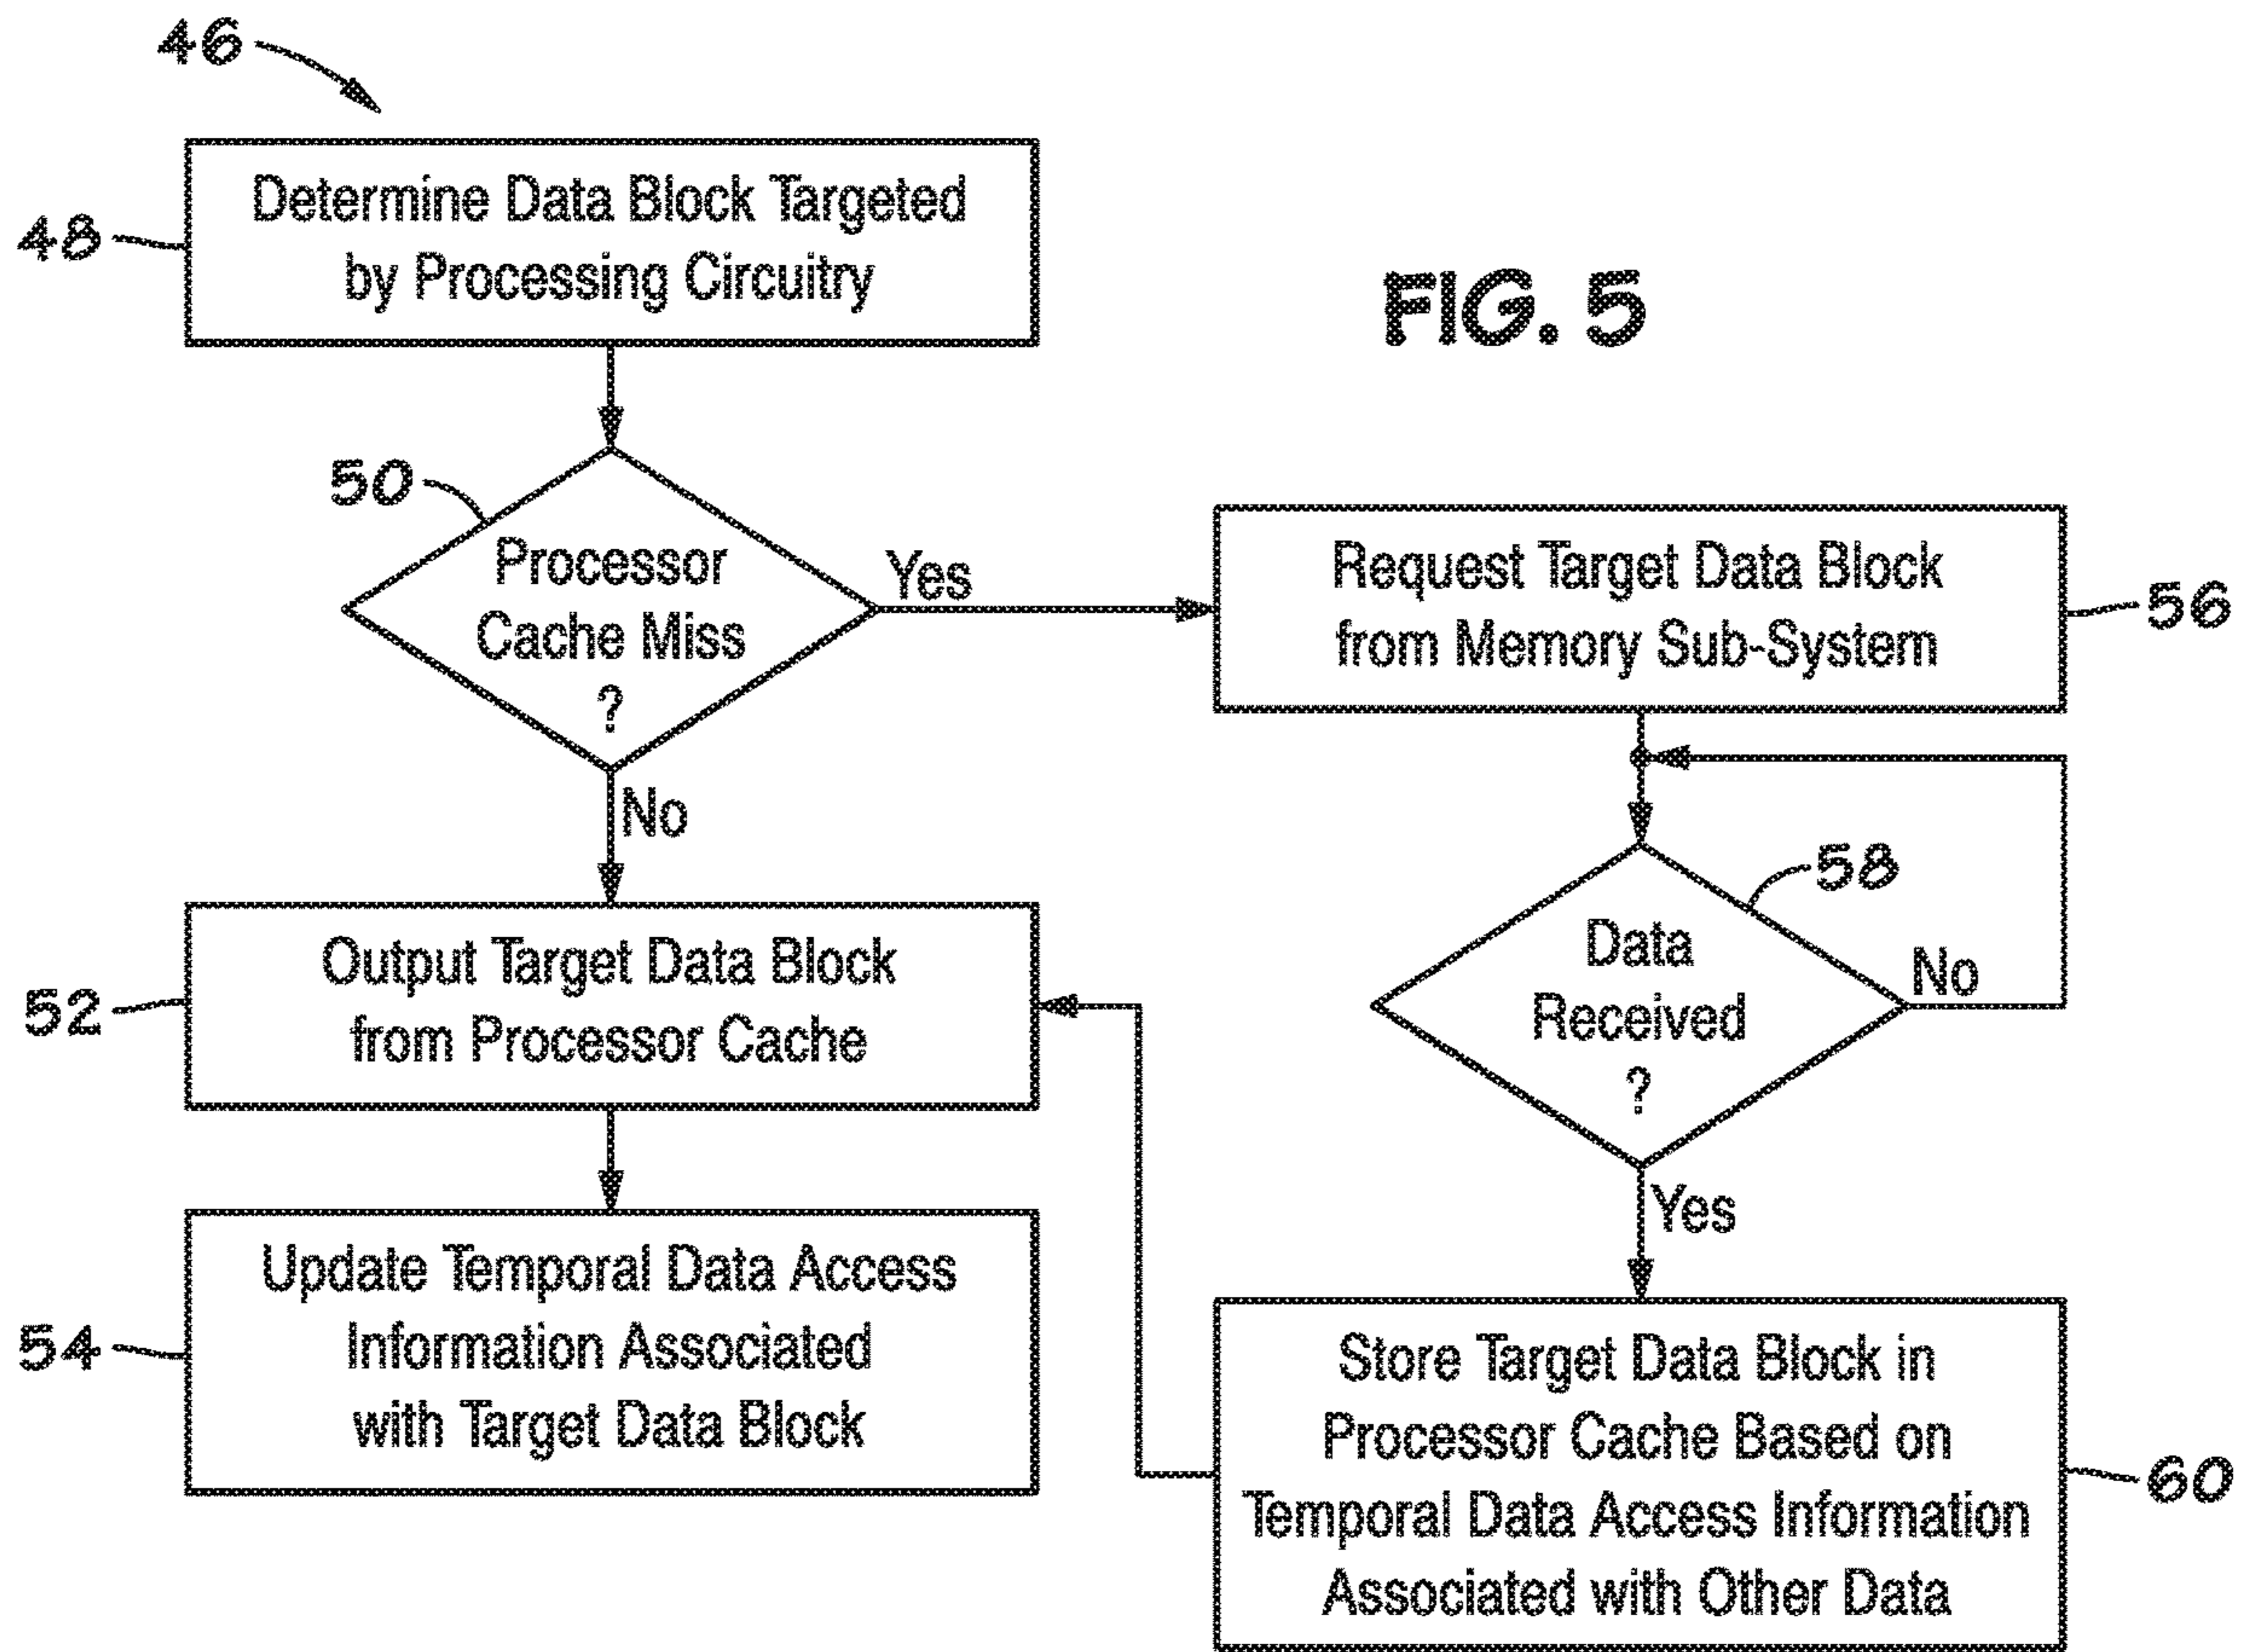 46
48
Determine Data Block Targeted
by Processing Circuitry
FIG. 5
50
Processor
Cache Miss
?
Yes
No
Request Target Data Block
from Memory Sub-System
56
58
Data
Received
?
No
Yes
52
Output Target Data Block
from Processor Cache
54
Update Temporal Data Access
Information Associated
with Target Data Block
Store Target Data Block in
Processor Cache Based on
Temporal Data Access Information
Associated with Other Data
60